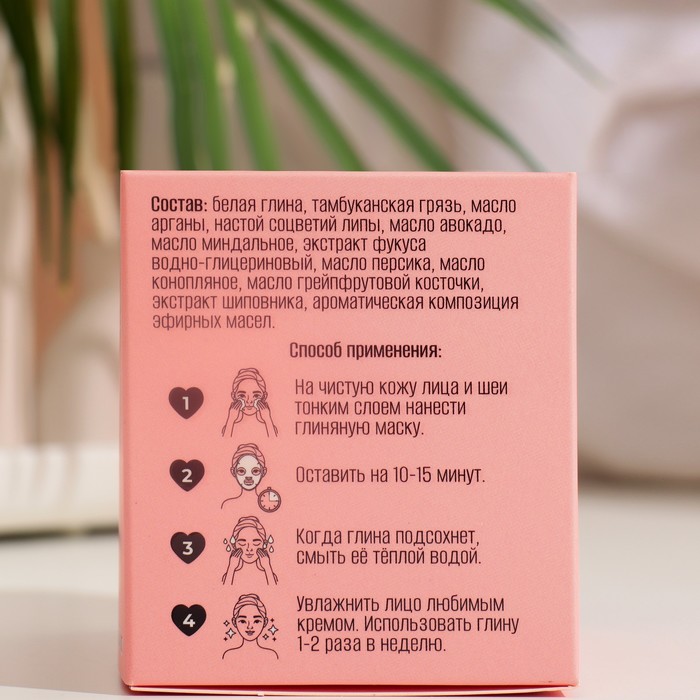 Состав: белая глина, тамбуканская грязь, масло
арганы, настой соцветий липы, масло авокадо,
масло миндальное, экстракт фукуса
водно-глицериновый, масло персика, масло
конопляное, масло грейпфрутовой косточки,
экстракт шиповника, ароматическая композиция
эфирных масел.
Способ применения:
1
На чистую кожу лица и шеи
тонким слоем нанести
глиняную маску.
2
Оставить на 10-15 минут.
3
Когда глина подсохнет,
смыть её тёплой водой.
4
Увлажнить лицо любимым
кремом. Использовать глину
1-2 раза в неделю.